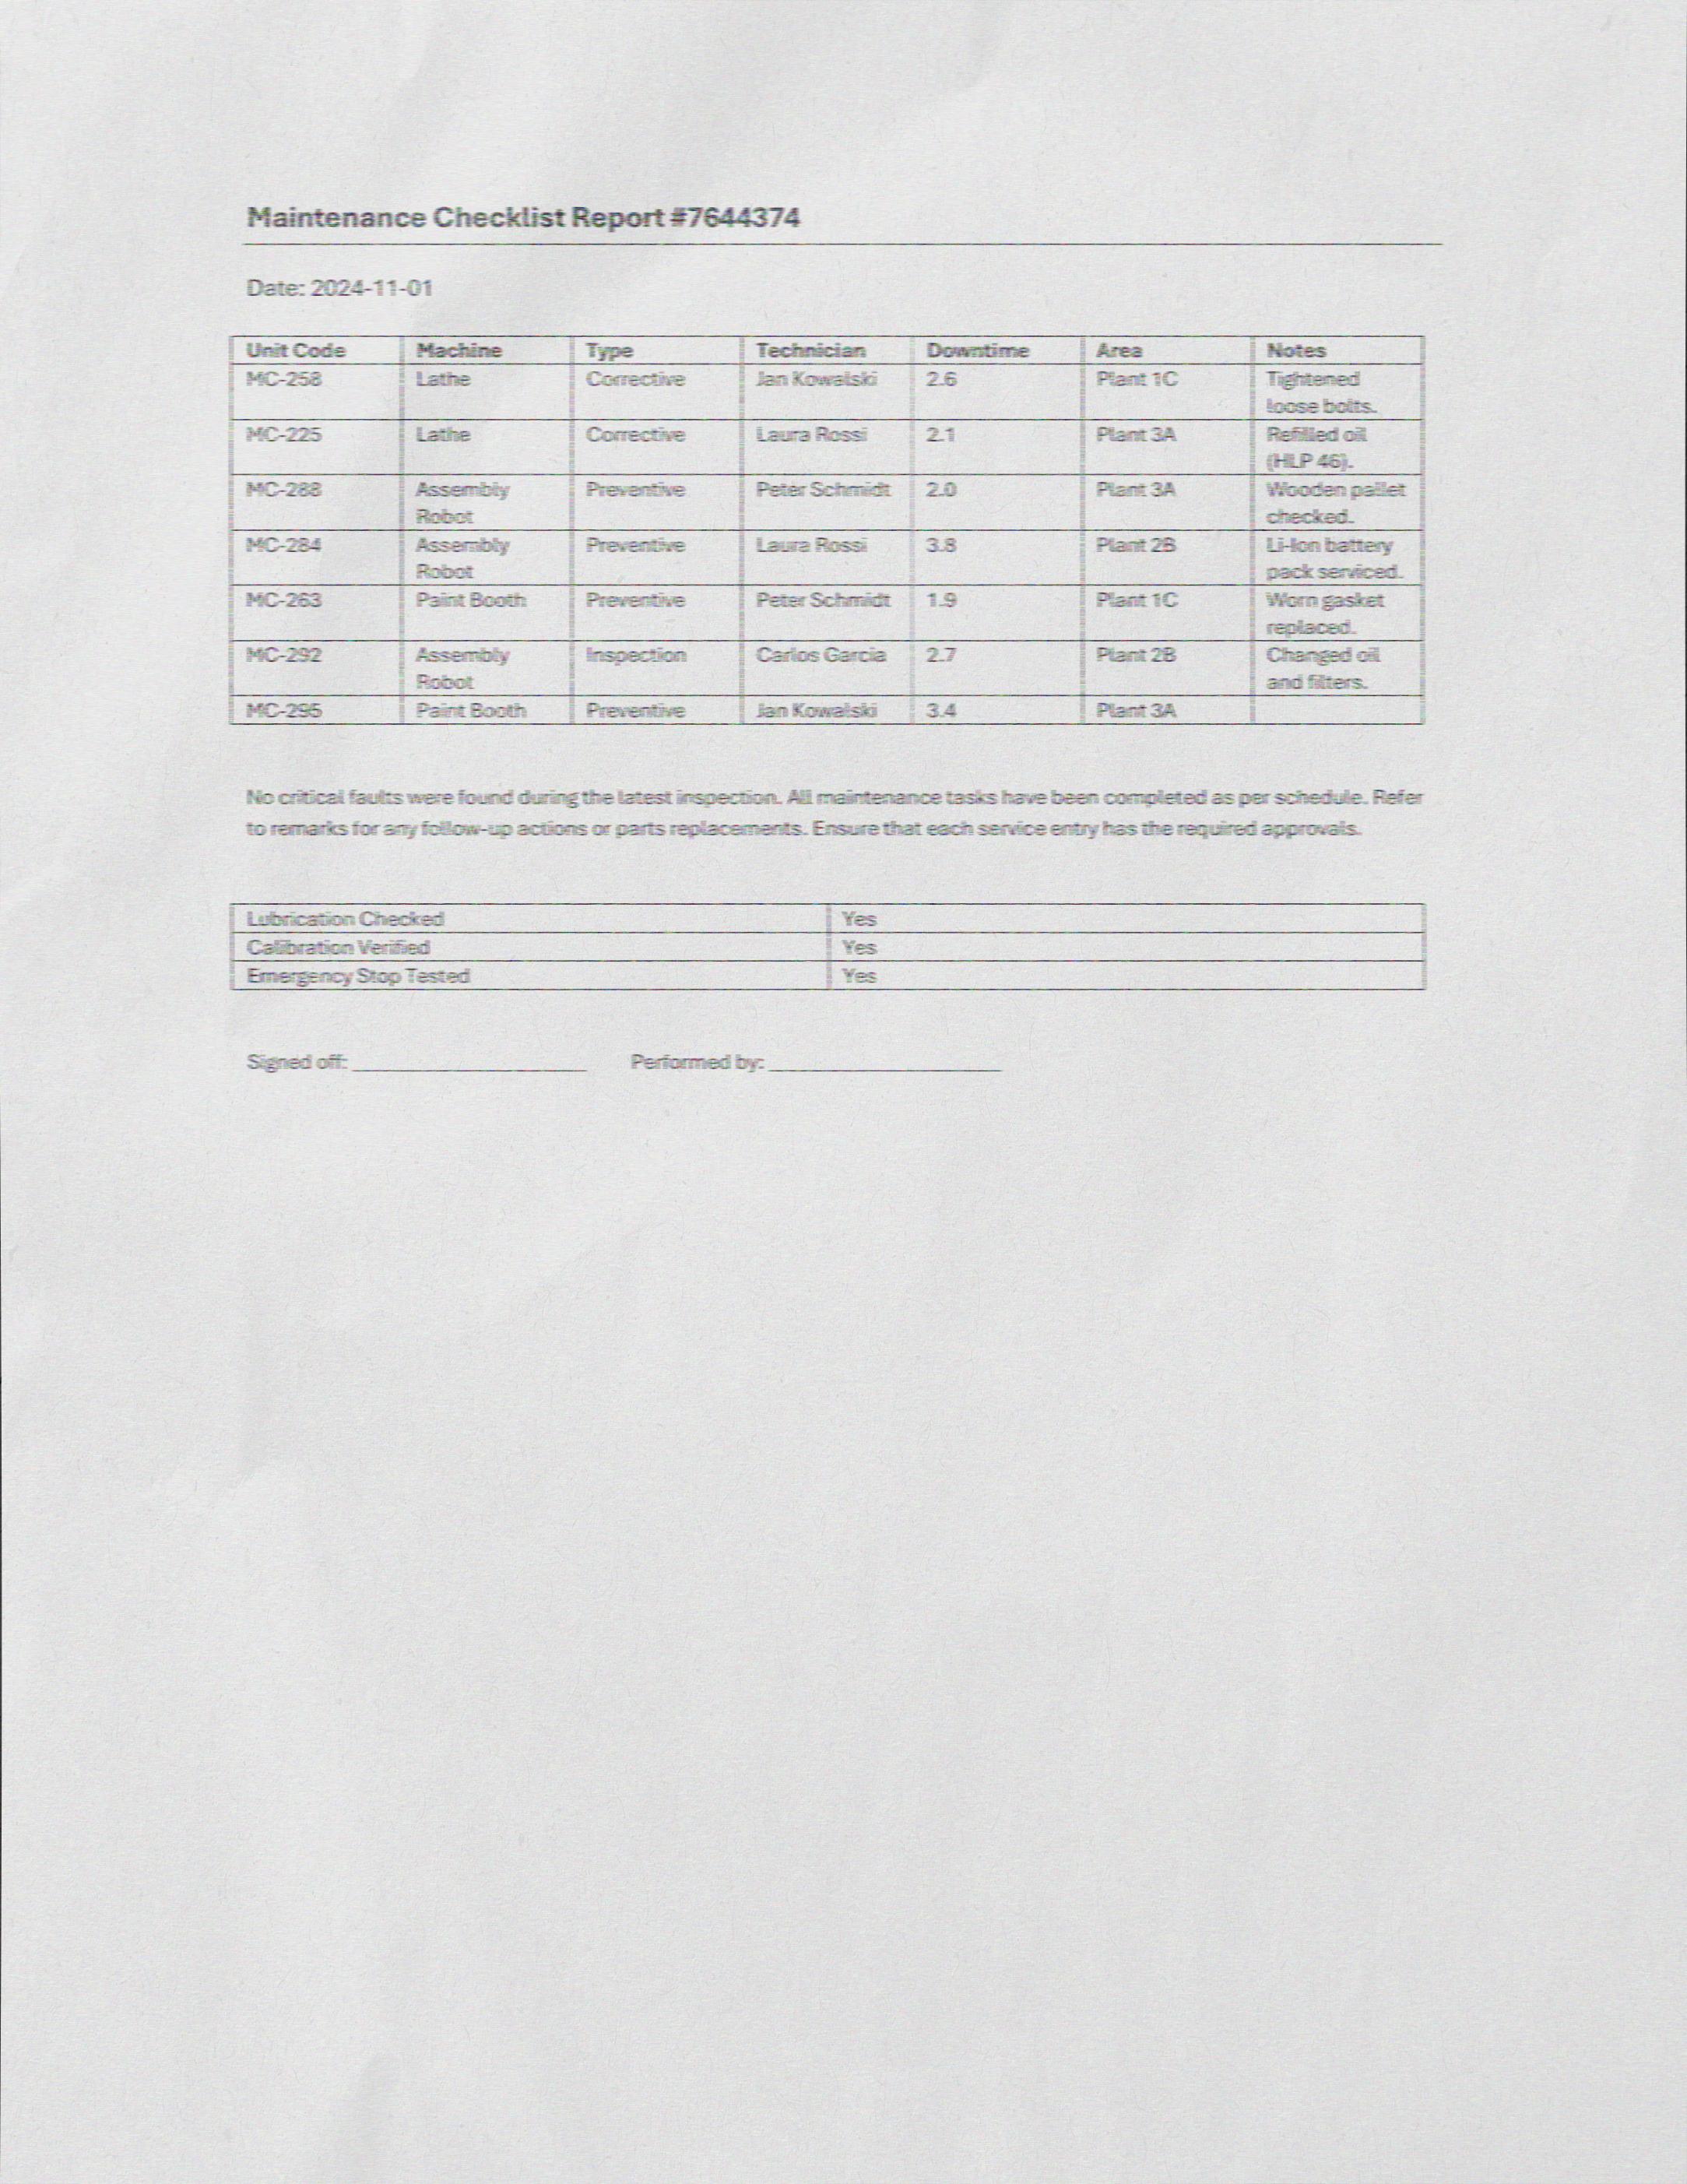 Maintenance Checklist Report #7644374
Date: 2024-11-01
Unit Code Machine Type Technician Downtime Area Notes
MC-258 Lathe Corrective Jan Kowalski 2.6 Plant 1C Tightened
loose bolts.
MC-225 Lathe Corrective Laura Rossi 2.1 Plant 3A Refilled oil
(HLP 46).
MC-288 Assembly Preventive Peter Schmidt 2.0 Plant 3A Wooden pallet
Robot checked.
MC-284 Assembly Preventive Laura Rossi 3.8 Plant 2B Li-Ion battery
Robot pack serviced.
MC-263 Paint Booth Preventive Peter Schmidt 1.9 Plant 1C Worn gasket
replaced.
MC-292 Assembly Inspection Carlos Garcia 2.7 Plant 2B Changed oil
Robot and filters.
MC-295 Paint Booth Preventive Jan Kowalski 3.4 Plant 3A
No critical faults were found during the latest inspection. All maintenance tasks have been completed as per schedule. Refer
to remarks for any follow-up actions or parts replacements. Ensure that each service entry has the required approvals.
Lubrication Checked Yes
Calibration Verified Yes
Emergency Stop Tested Yes
Signed off: ____________________ Performed by: ____________________